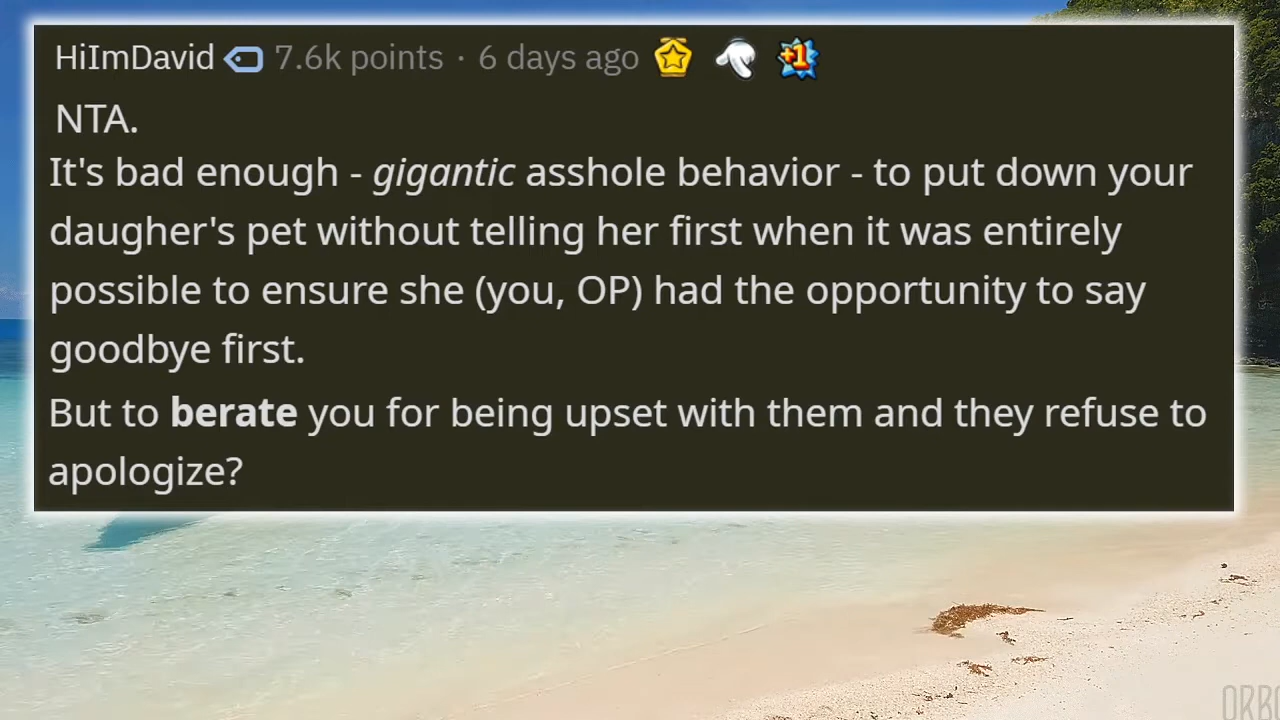 HiImDavid 7.6k points · 6 days ago +1
NTA.
It's bad enough - gigantic asshole behavior - to put down your
daugher's pet without telling her first when it was entirely
possible to ensure she (you, OP) had the opportunity to say
goodbye first.
But to berate you for being upset with them and they refuse to
apologize?